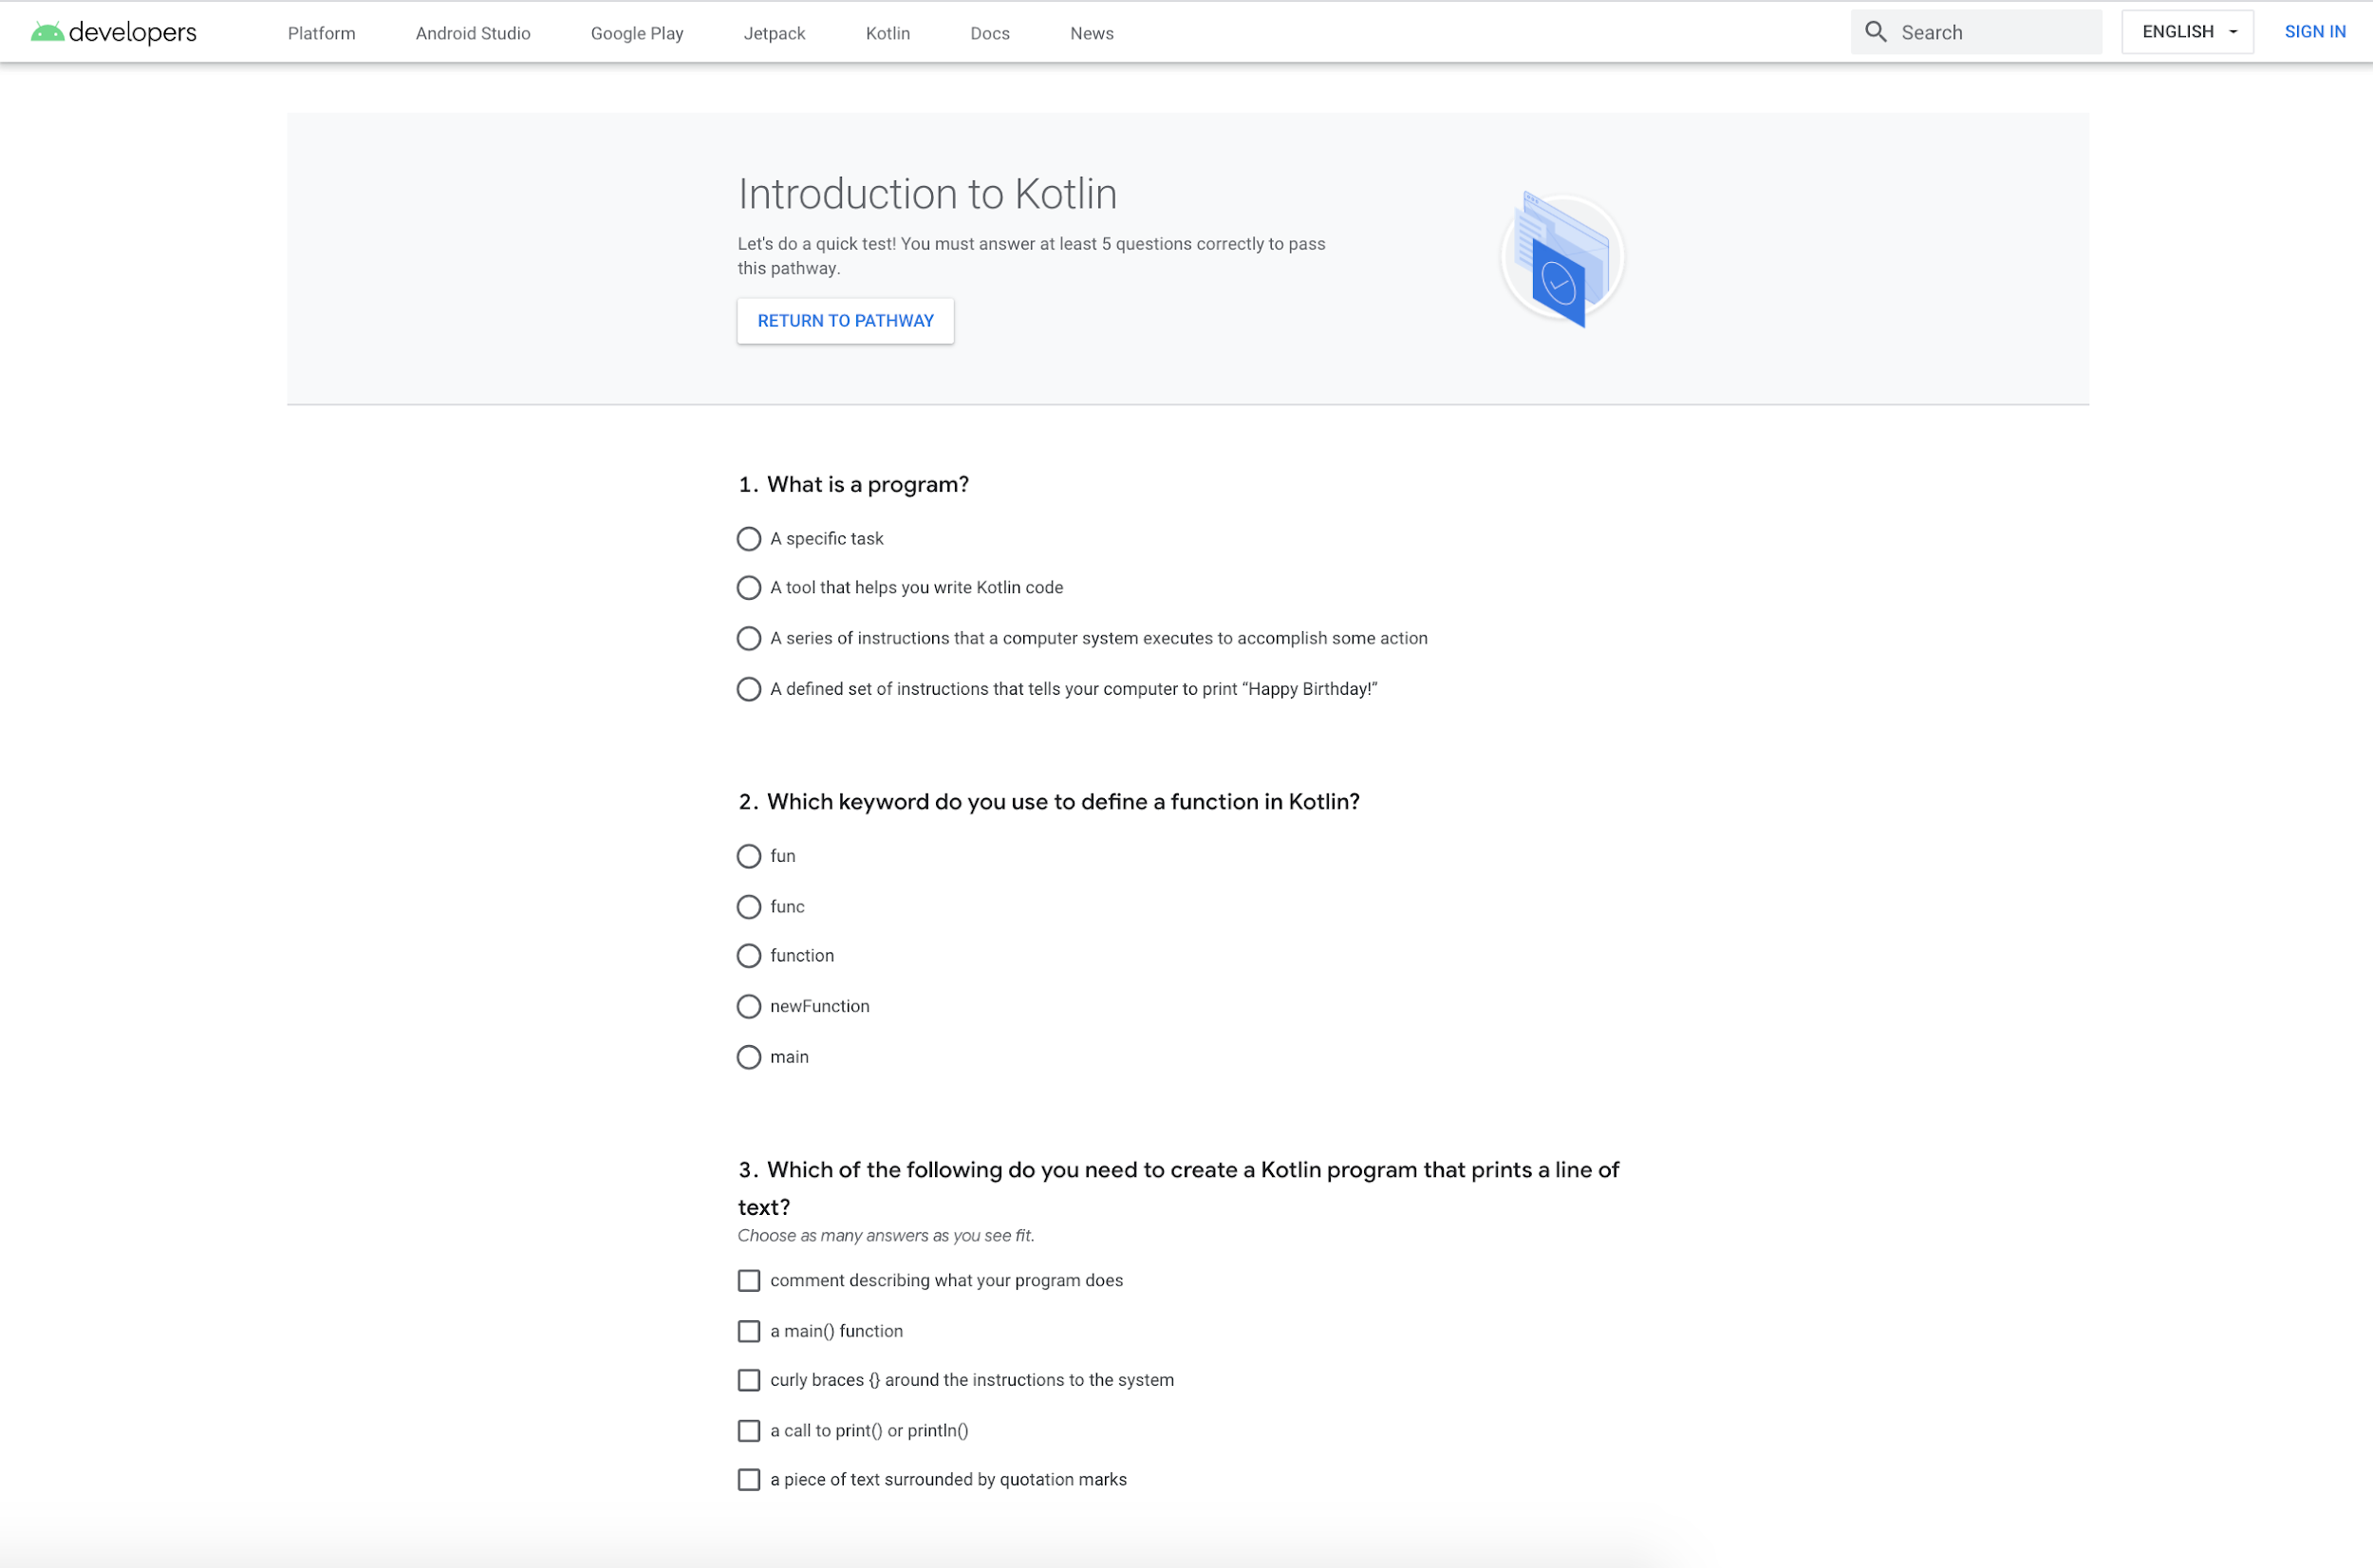 developers Platform Android Studio Google Play Jetpack Kotlin Docs News Search ENGLISH SIGN IN
Introduction to Kotlin
Let's do a quick test! You must answer at least 5 questions correctly to pass
this pathway.
RETURN TO PATHWAY
1. What is a program?
A specific task
A tool that helps you write Kotlin code
A series of instructions that a computer system executes to accomplish some action
A defined set of instructions that tells your computer to print “Happy Birthday!”
2. Which keyword do you use to define a function in Kotlin?
fun
func
function
newFunction
main
3. Which of the following do you need to create a Kotlin program that prints a line of
text?
Choose as many answers as you see fit.
comment describing what your program does
a main() function
curly braces {} around the instructions to the system
a call to print() or println()
a piece of text surrounded by quotation marks